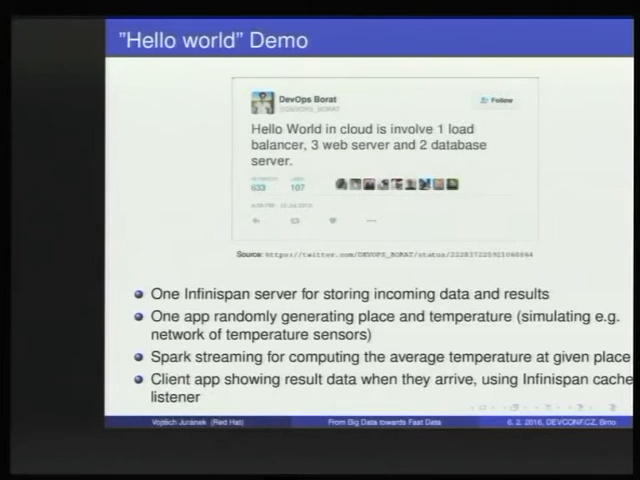 "Hello world" Demo
DevOps Borat
@DEVOPS_BORAT
Follow
Hello World in cloud is involve 1 load
balancer, 3 web server and 2 database
server.
RETWEETS LIKES
633 107
Source:
One Infinispan server for storing incoming data and results
One app randomly generating place and temperature (simulating e.g.
network of temperature sensors)
Spark streaming for computing the average temperature at given place
Client app showing result data when they arrive, using Infinispan cache
listener
Vojtěch Juránek (Red Hat) From Big Data towards Fast Data 6. 2. 2016, DEVCONF.CZ, Brno